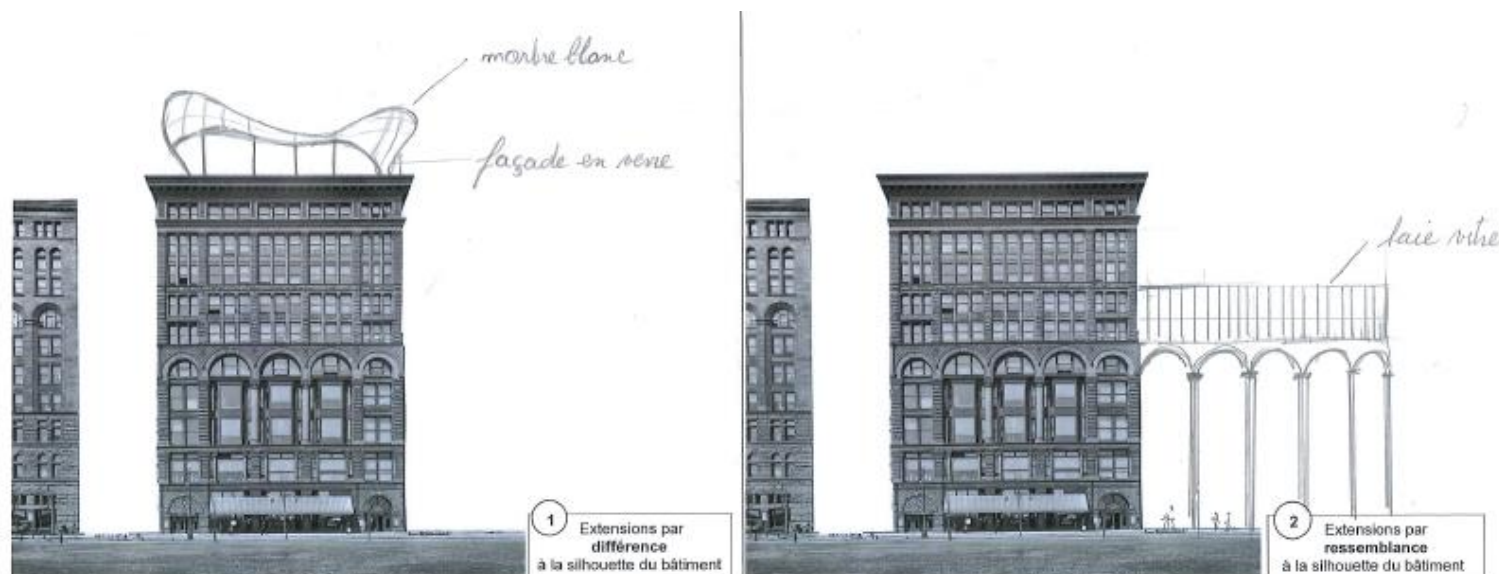 marbre blanc
façade en verre
1
Extensions par
différence
à la silhouette du bâtiment
baie vitre
2
Extensions par
ressemblance
à la silhouette du bâtiment